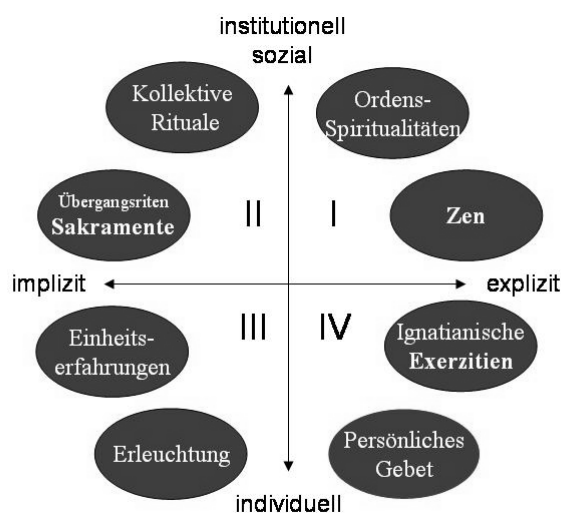 institutionell
sozial
Kollektive
Rituale
Ordens-
Spiritualitäten
Übergangsriten
Sakramente
II
I
Zen
implizit
explizit
Einheits-
erfahrungen
III
IV
Ignatianische
Exerzitien
Erleuchtung
Persönliches
Gebet
individuell